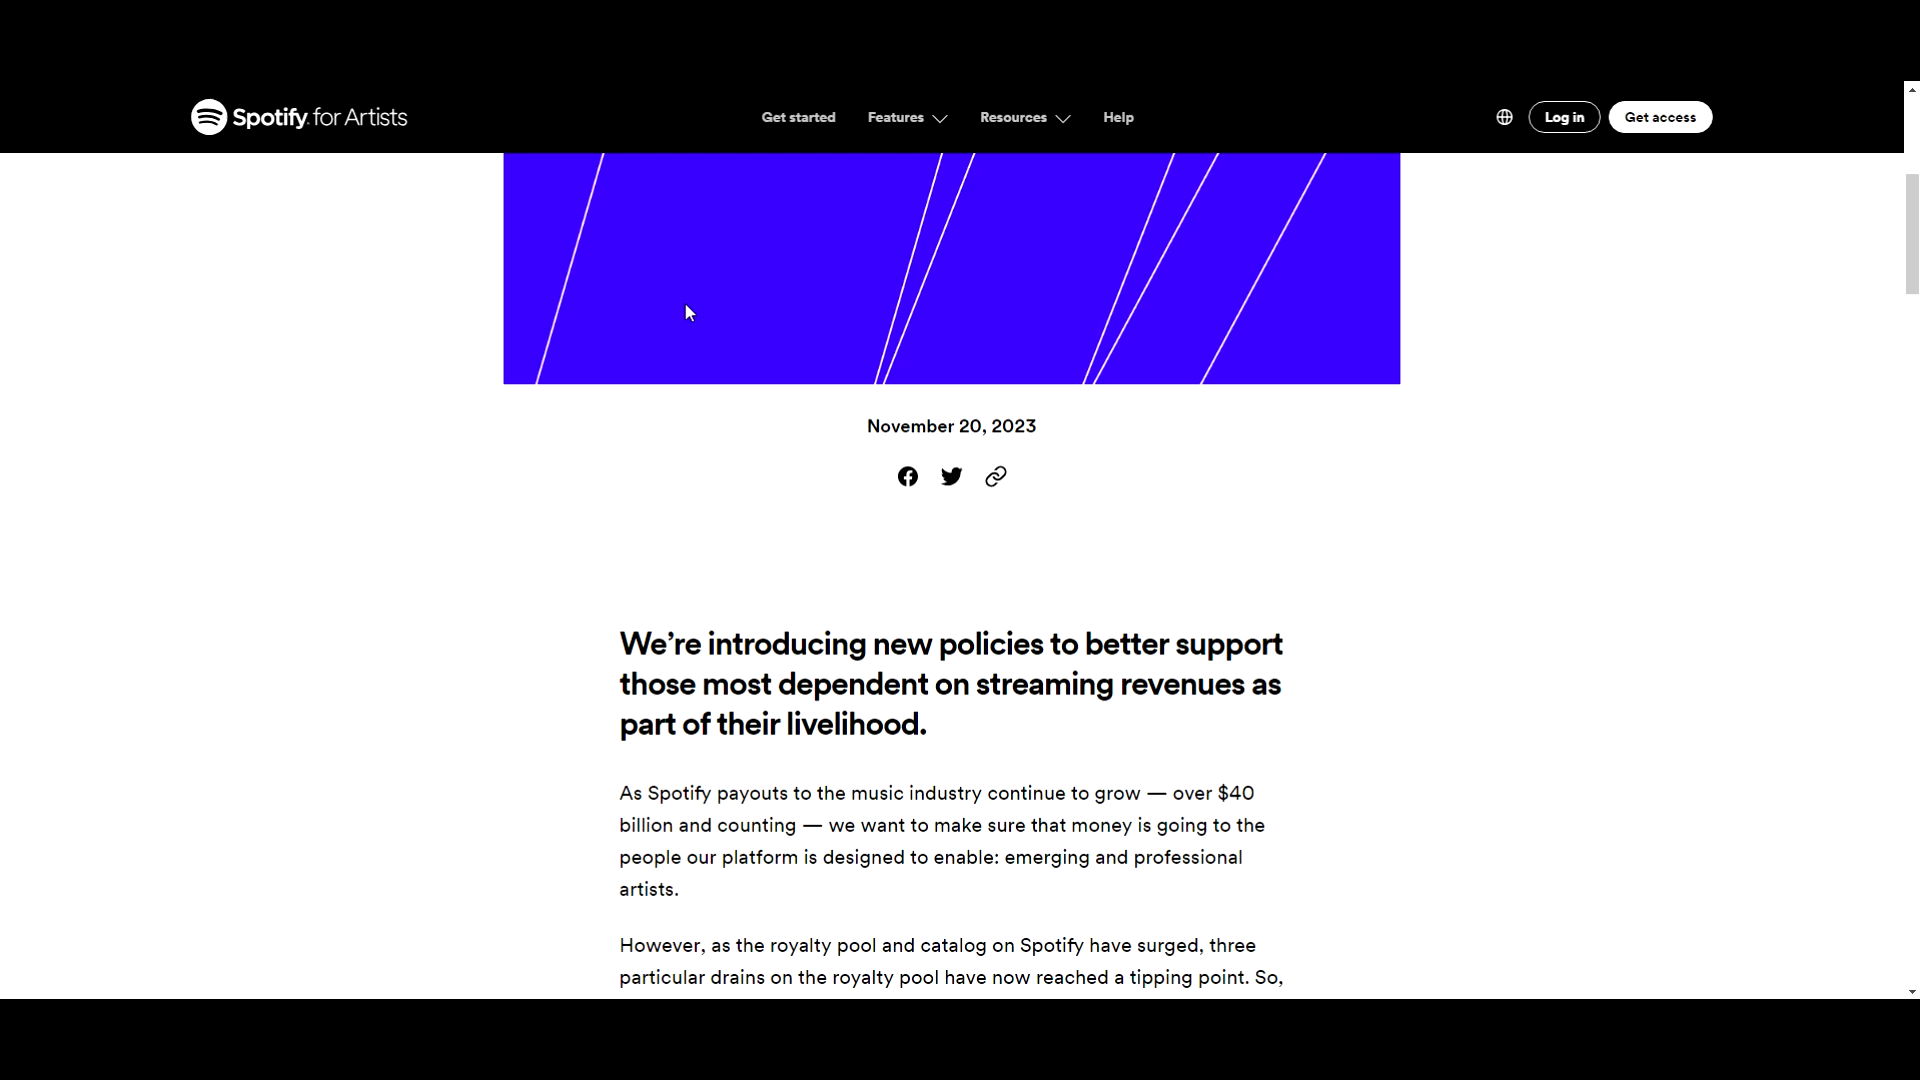 Spotify for Artists
Get started Features Resources Help
Log in Get access
November 20, 2023
We’re introducing new policies to better support
those most dependent on streaming revenues as
part of their livelihood.
As Spotify payouts to the music industry continue to grow — over $40
billion and counting — we want to make sure that money is going to the
people our platform is designed to enable: emerging and professional
artists.
However, as the royalty pool and catalog on Spotify have surged, three
particular drains on the royalty pool have now reached a tipping point. So,